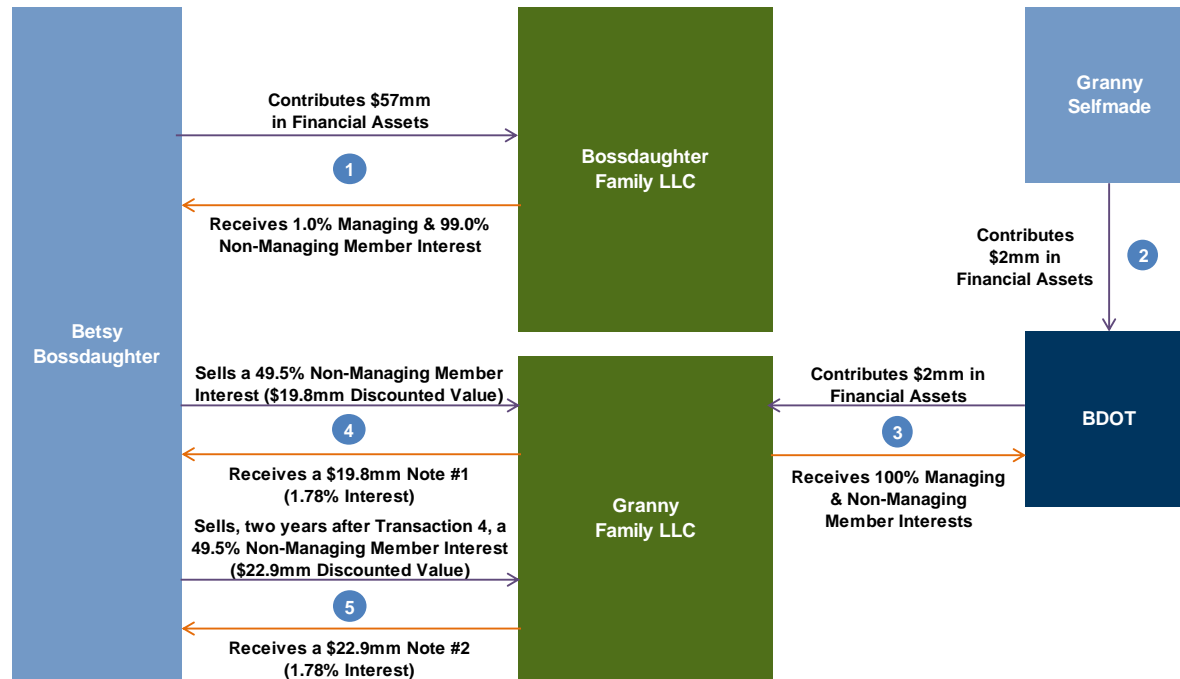 Contributes $57mm
in Financial Assets
1
Receives 1.0% Managing & 99.0%
Non-Managing Member Interest
Bossdaughter
Family LLC
Granny
Selfmade
Contributes
$2mm in
Financial Assets
2
Betsy
Bossdaughter
Sells a 49.5% Non-Managing Member
Interest ($19.8mm Discounted Value)
4
Receives a $19.8mm Note #1
(1.78% Interest)
Sells, two years after Transaction 4, a
49.5% Non-Managing Member Interest
($22.9mm Discounted Value)
5
Receives a $22.9mm Note #2
(1.78% Interest)
Granny
Family LLC
Contributes $2mm in
Financial Assets
3
Receives 100% Managing
& Non-Managing
Member Interests
BDOT